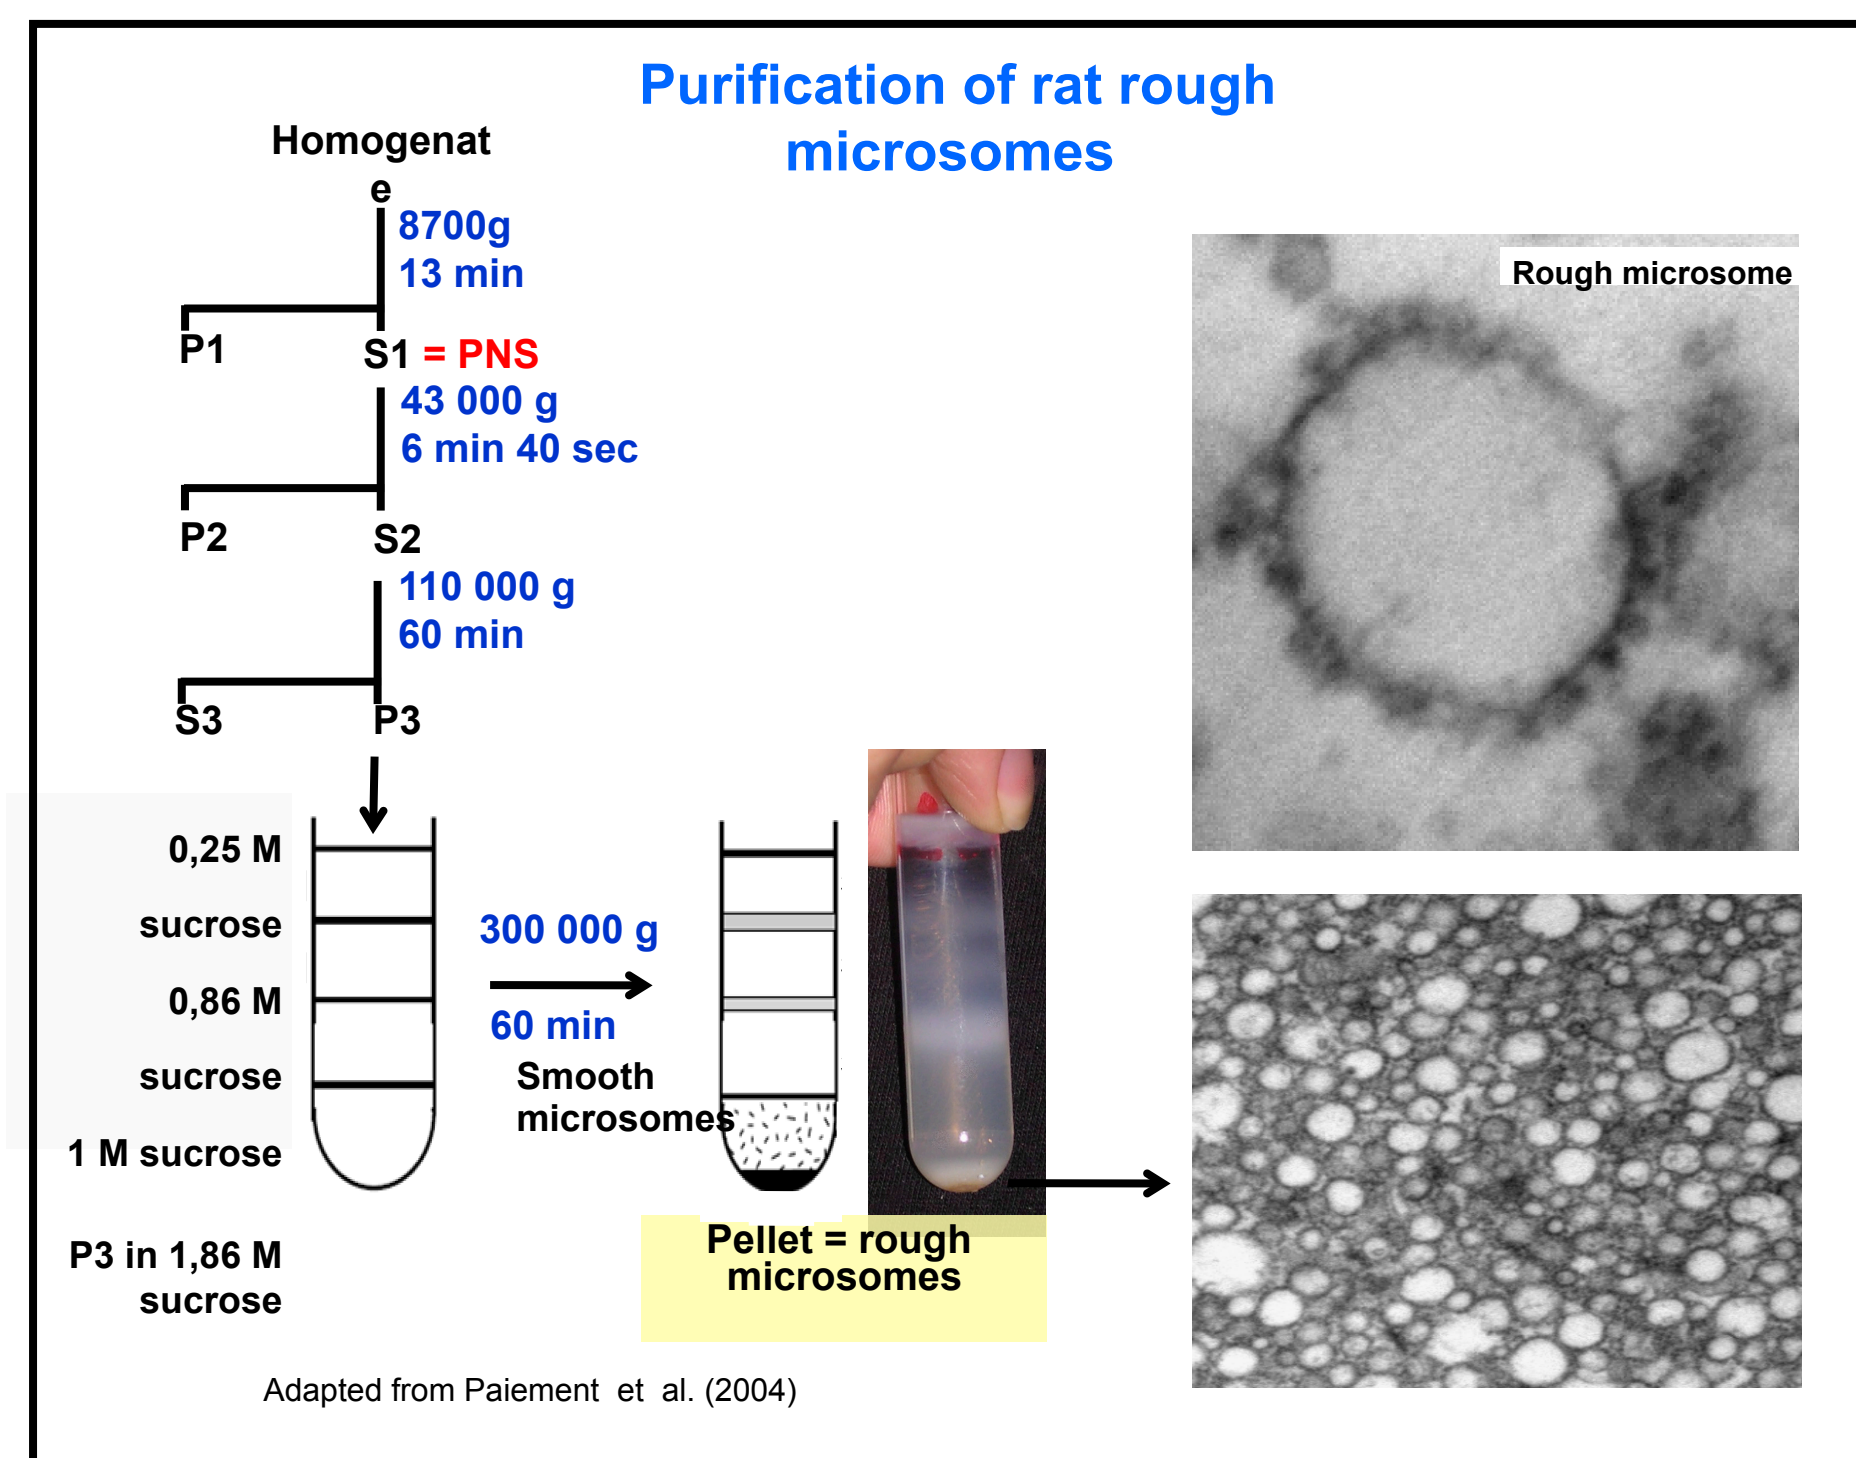 Purification of rat rough
microsomes
Homogenat
e
8700g
13 min
P1
S1 = PNS
43 000 g
6 min 40 sec
P2
S2
110 000 g
60 min
S3
P3
0,25 M
sucrose
0,86 M
sucrose
1 M sucrose
P3 in 1,86 M
sucrose
300 000 g
60 min
Smooth
microsomes
Pellet = rough
microsomes
Rough microsome
Adapted from Paiement et al. (2004)